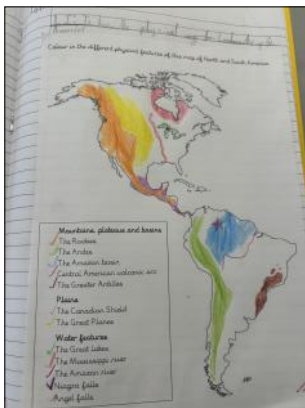 Colour in the different physical features of this map of North and South America
Mountains, plateaus and basins
The Rockies
The Andes
The Amazon basin
Central American volcanic arc
The Greater Antilles
Plains
The Canadian Shield
The Great Plains
Water features
The Great Lakes
The Mississippi river
The Amazon river
Niagra falls
Angel falls